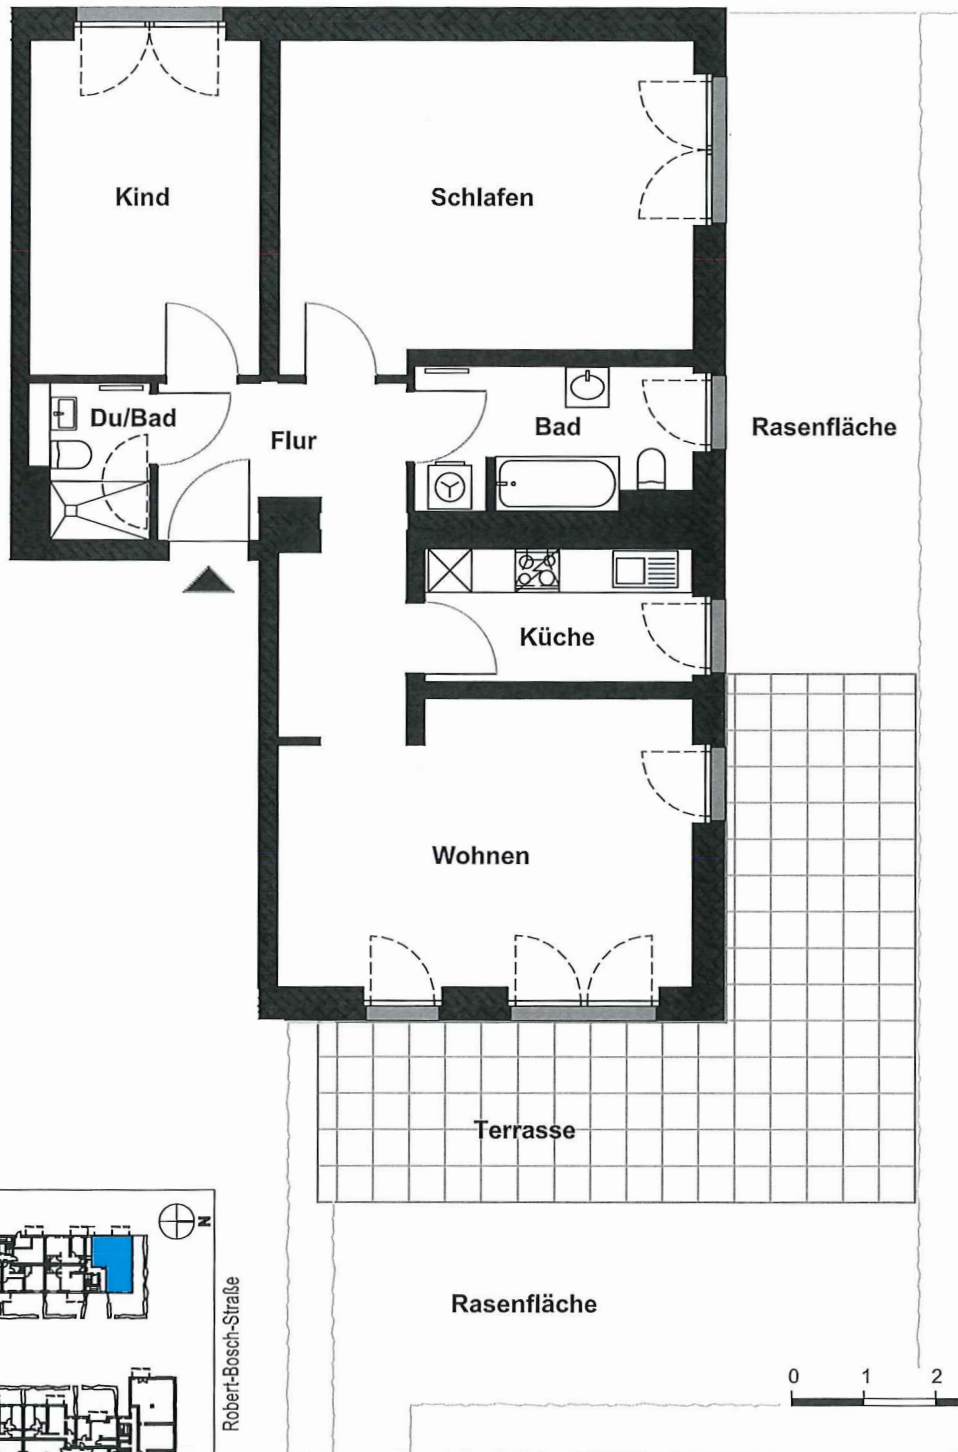 Kind
Schlafen
Du/Bad
Flur
Bad
Rasenfläche
Küche
Wohnen
Terrasse
N
Robert-Bosch-Straße
Rasenfläche
0 1 2